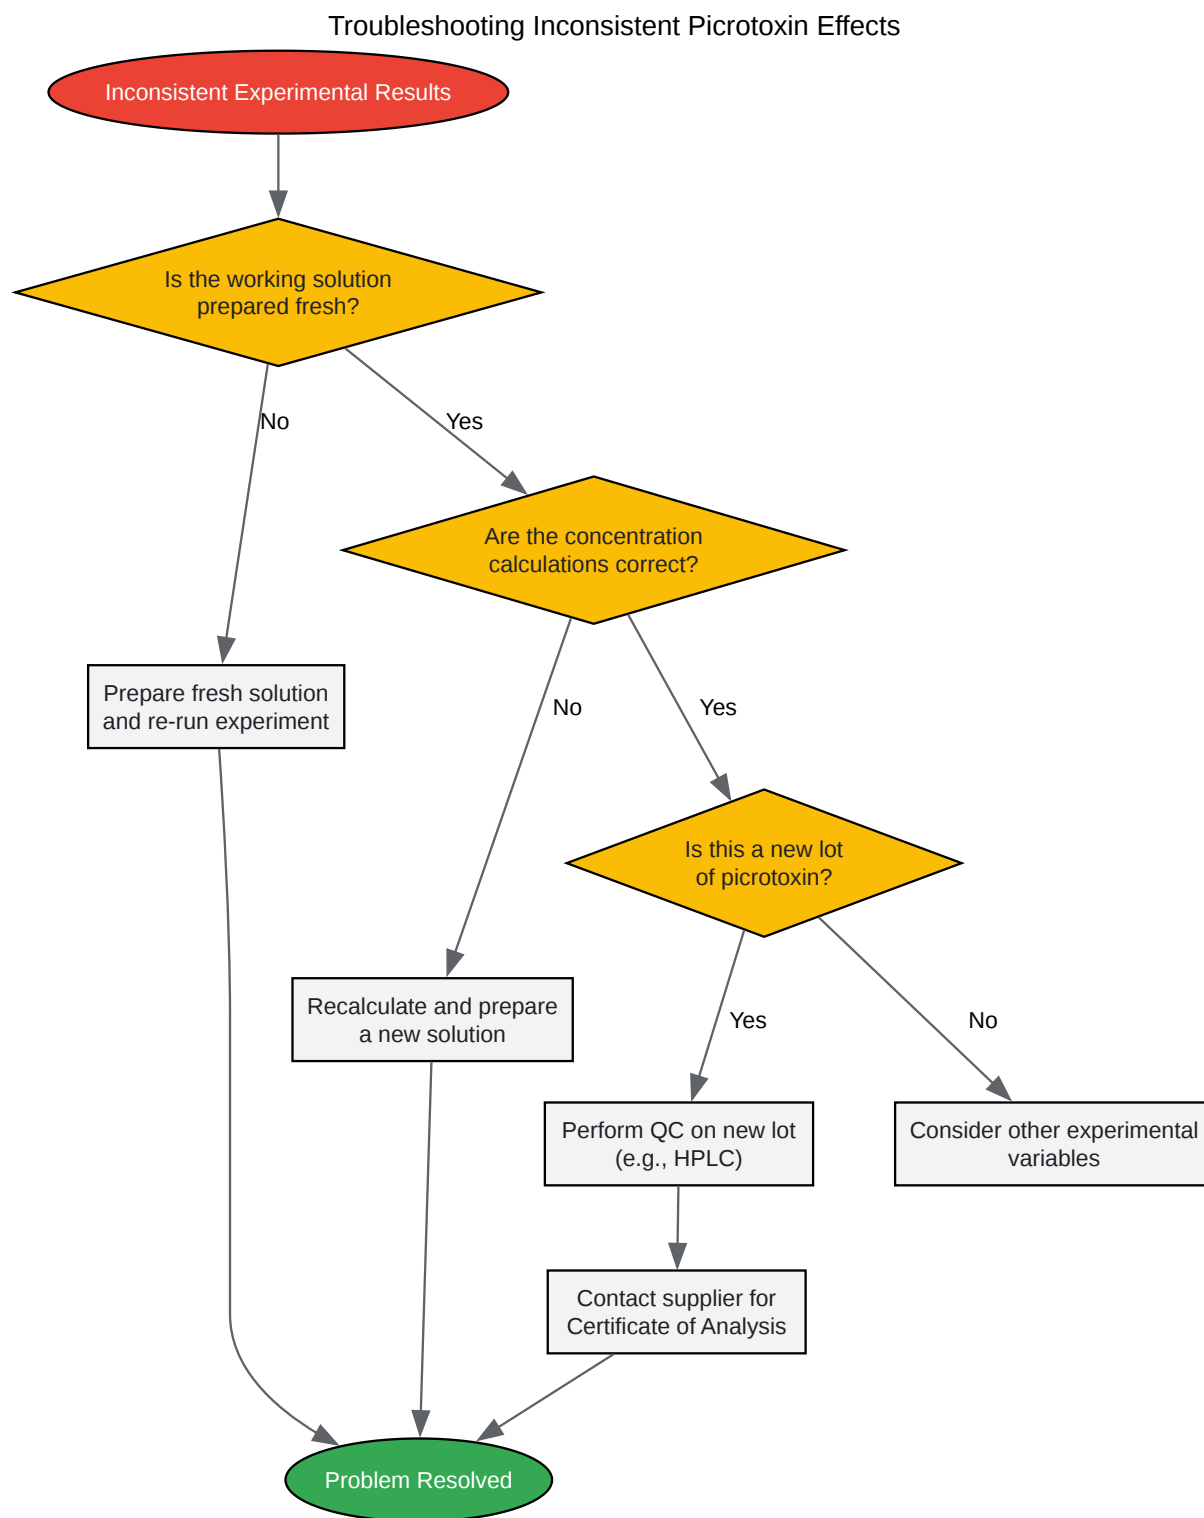 Troubleshooting Inconsistent Picrotoxin Effects
Inconsistent Experimental Results
Is the working solution
prepared fresh?
No
Yes
Are the concentration
calculations correct?
Prepare fresh solution
and re-run experiment
No
Yes
Is this a new lot
of picrotoxin?
Recalculate and prepare
a new solution
Yes
No
Perform QC on new lot
(e.g., HPLC)
Consider other experimental
variables
Contact supplier for
Certificate of Analysis
Problem Resolved